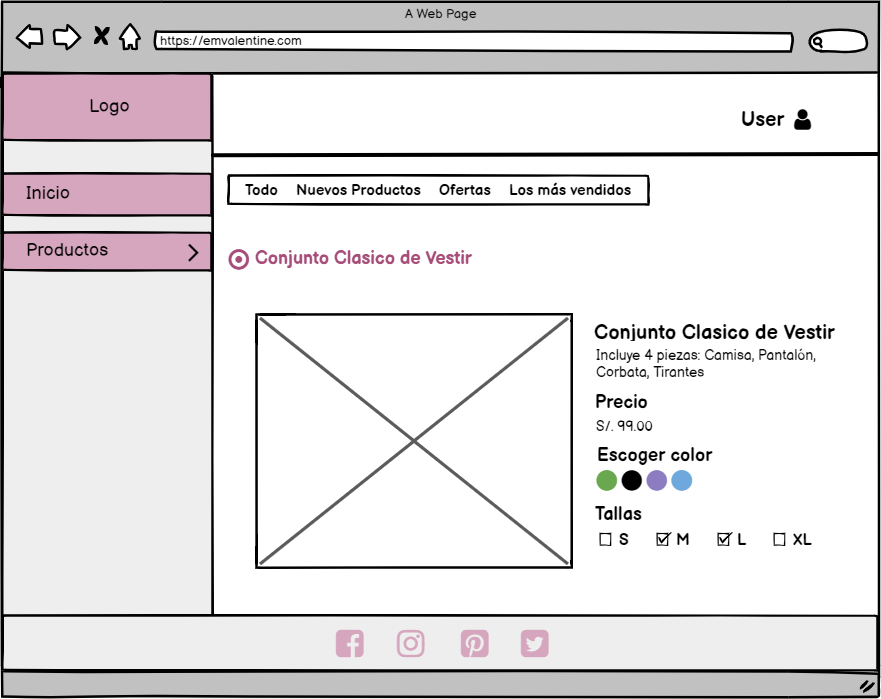 A Web Page
https://emvalentine.com
Logo
User
Inicio
Todo Nuevos Productos Ofertas Los más vendidos
Productos
Conjunto Clasico de Vestir
Conjunto Clasico de Vestir
Incluye 4 piezas: Camisa, Pantalón,
Corbata, Tirantes
Precio
S/. 99.00
Escoger color
Tallas
S M L XL